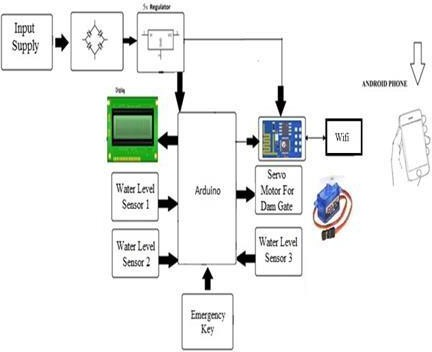 Input
Supply
5v Regulator
Display
ANDROID PHONE
Wifi
Arduino
Servo
Motor For
Dam Gate
Water Level
Sensor 1
Water Level
Sensor 2
Water Level
Sensor 3
Emergency
Key